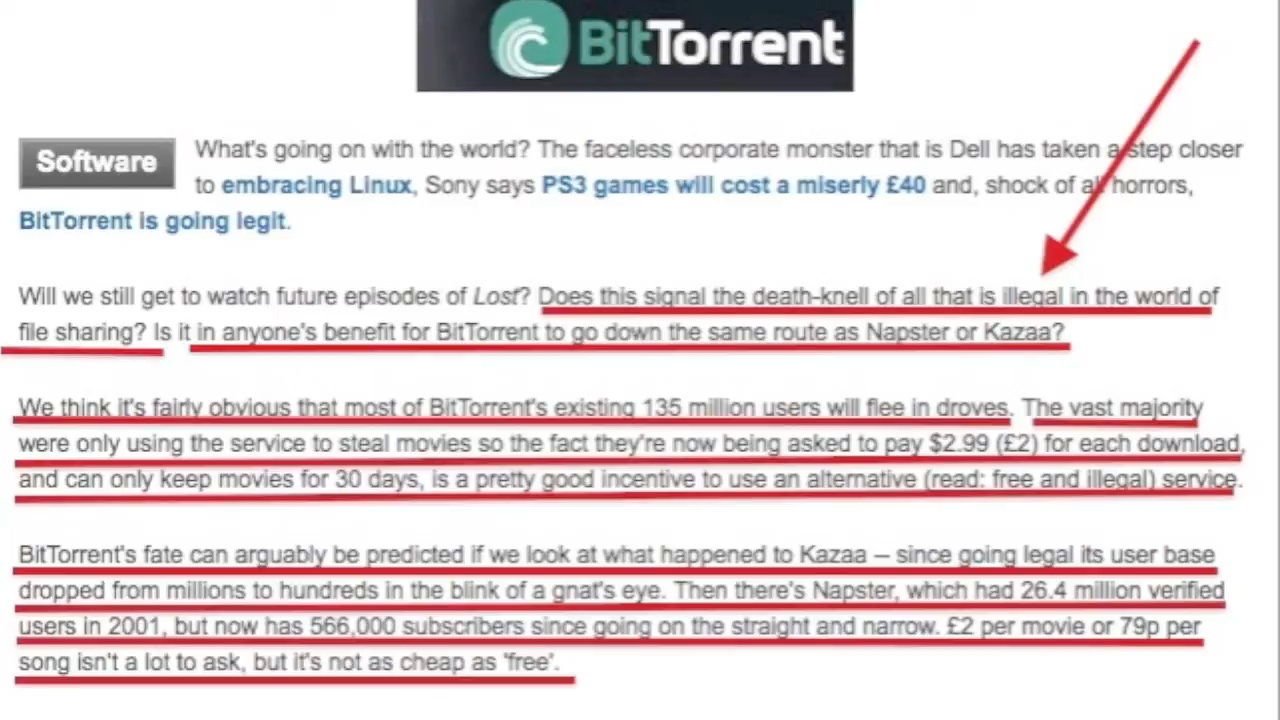 BitTorrent
Software
What's going on with the world? The faceless corporate monster that is Dell has taken a step closer
to embracing Linux, Sony says PS3 games will cost a miserly £40 and, shock of all horrors,
BitTorrent is going legit.
Will we still get to watch future episodes of Lost? Does this signal the death-knell of all that is illegal in the world of
file sharing? Is it in anyone's benefit for BitTorrent to go down the same route as Napster or Kazaa?
We think it's fairly obvious that most of BitTorrent's existing 135 million users will flee in droves. The vast majority
were only using the service to steal movies so the fact they're now being asked to pay $2.99 (£2) for each download,
and can only keep movies for 30 days, is a pretty good incentive to use an alternative (read: free and illegal) service.
BitTorrent's fate can arguably be predicted if we look at what happened to Kazaa – since going legal its user base
dropped from millions to hundreds in the blink of a gnat's eye. Then there's Napster, which had 26.4 million verified
users in 2001, but now has 566,000 subscribers since going on the straight and narrow. £2 per movie or 79p per
song isn't a lot to ask, but it's not as cheap as 'free'.